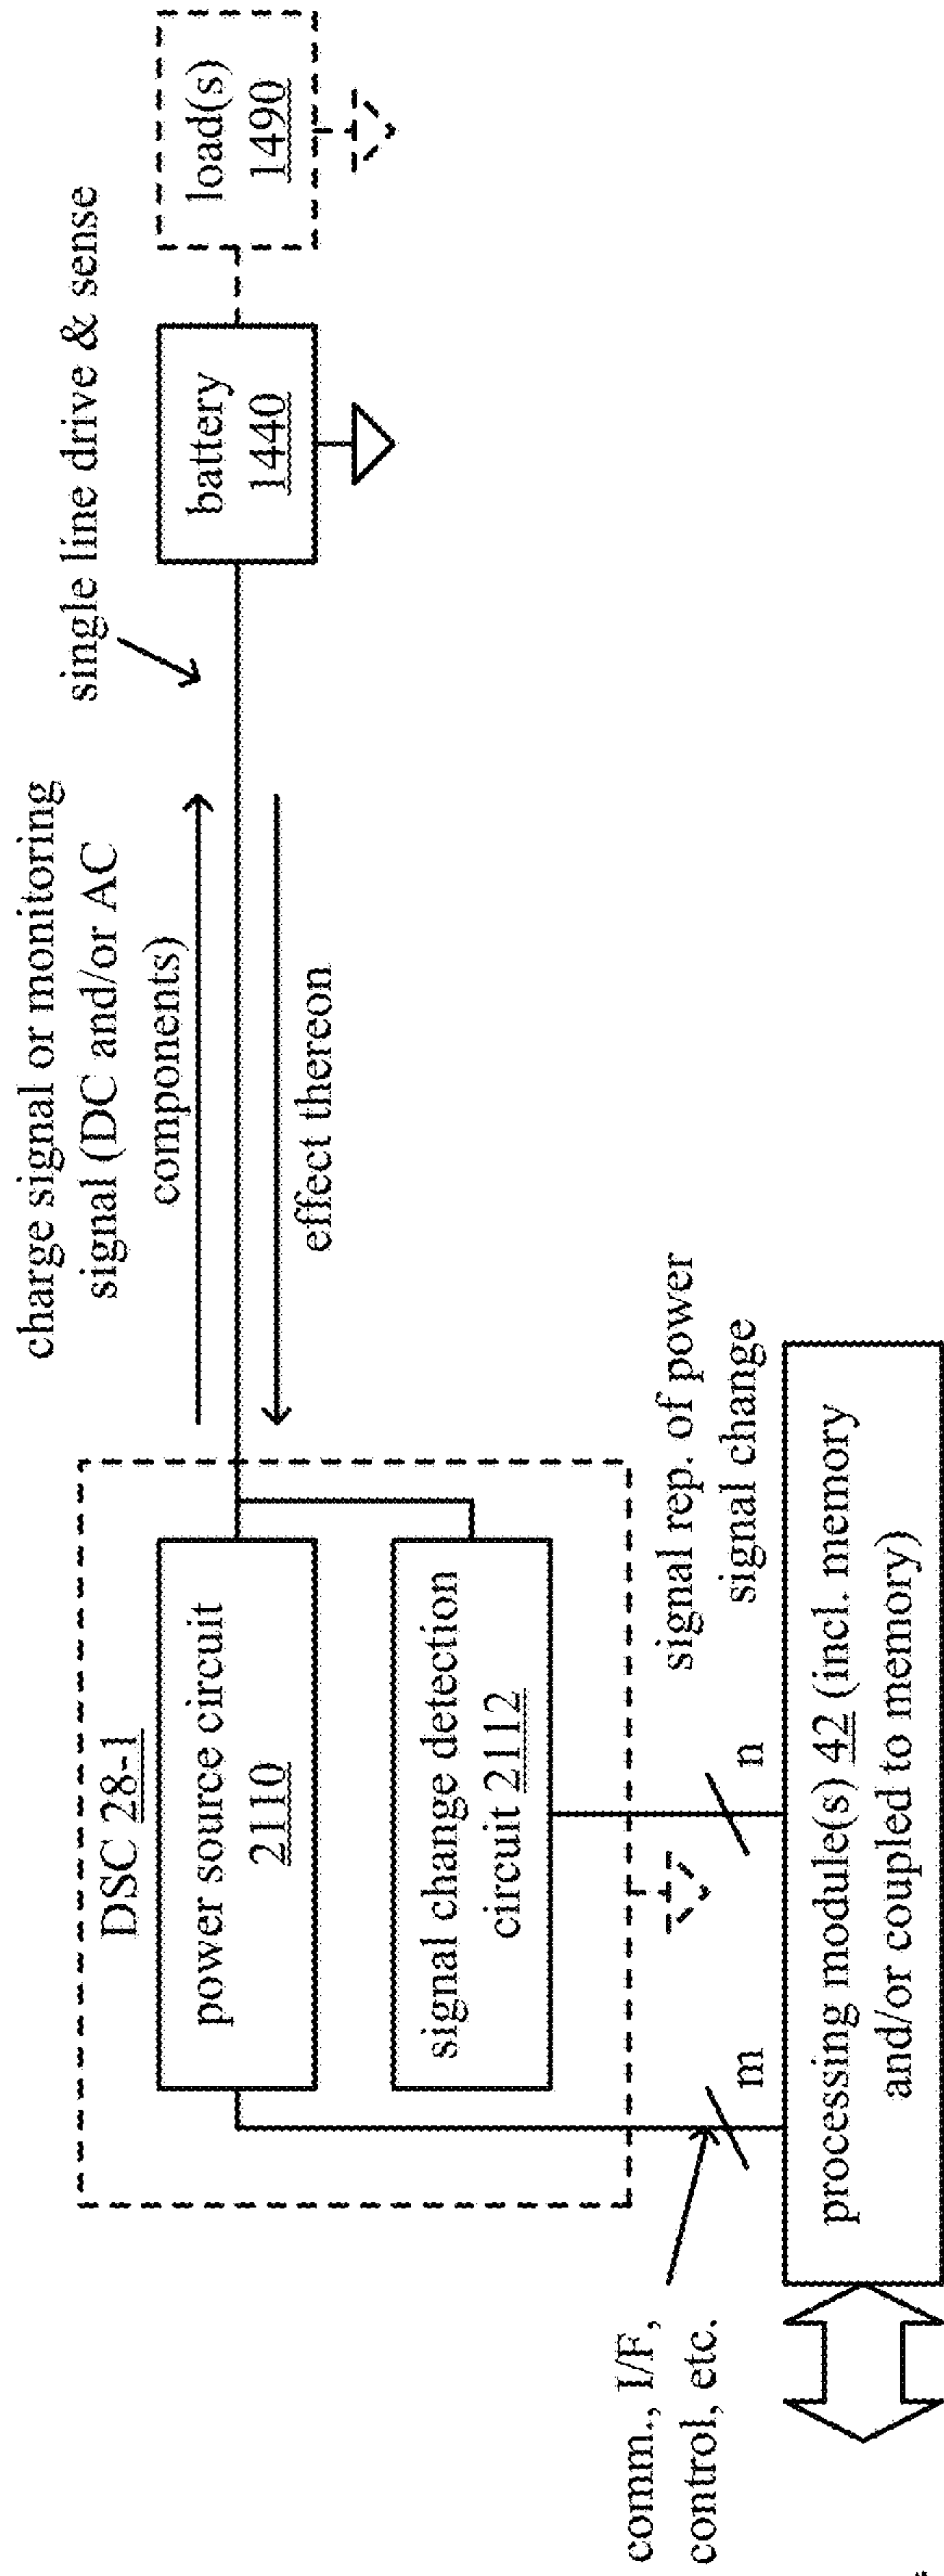 charge signal or monitoring
signal (DC and/or AC
components)
single line drive & sense
effect thereon
DSC 28-1
power source circuit
2110
signal change detection
circuit 2112
battery
1440
load(s)
1490
signal rep. of power
signal change
comm., I/F,
control, etc.
m
n
processing module(s) 42 (incl. memory
and/or coupled to memory)